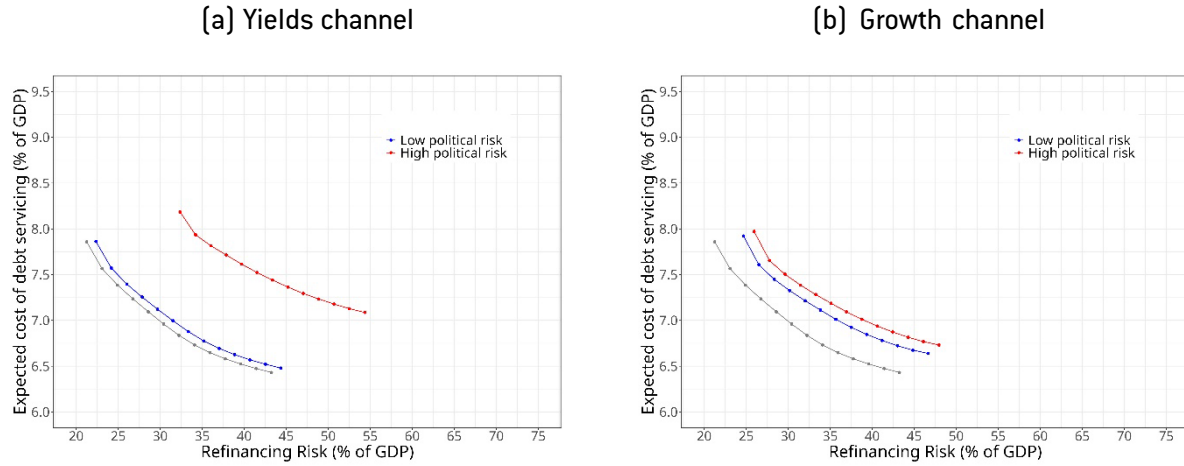 (a) Yields channel
(b) Growth channel
Expected cost of debt servicing (% of GDP)
9.5
9.0
8.5
8.0
7.5
7.0
6.5
6.0
Low political risk
High political risk
20 25 30 35 40 45 50 55 60 65 70 75
Refinancing Risk (% of GDP)
Expected cost of debt servicing (% of GDP)
9.5
9.0
8.5
8.0
7.5
7.0
6.5
6.0
Low political risk
High political risk
20 25 30 35 40 45 50 55 60 65 70 75
Refinancing Risk (% of GDP)